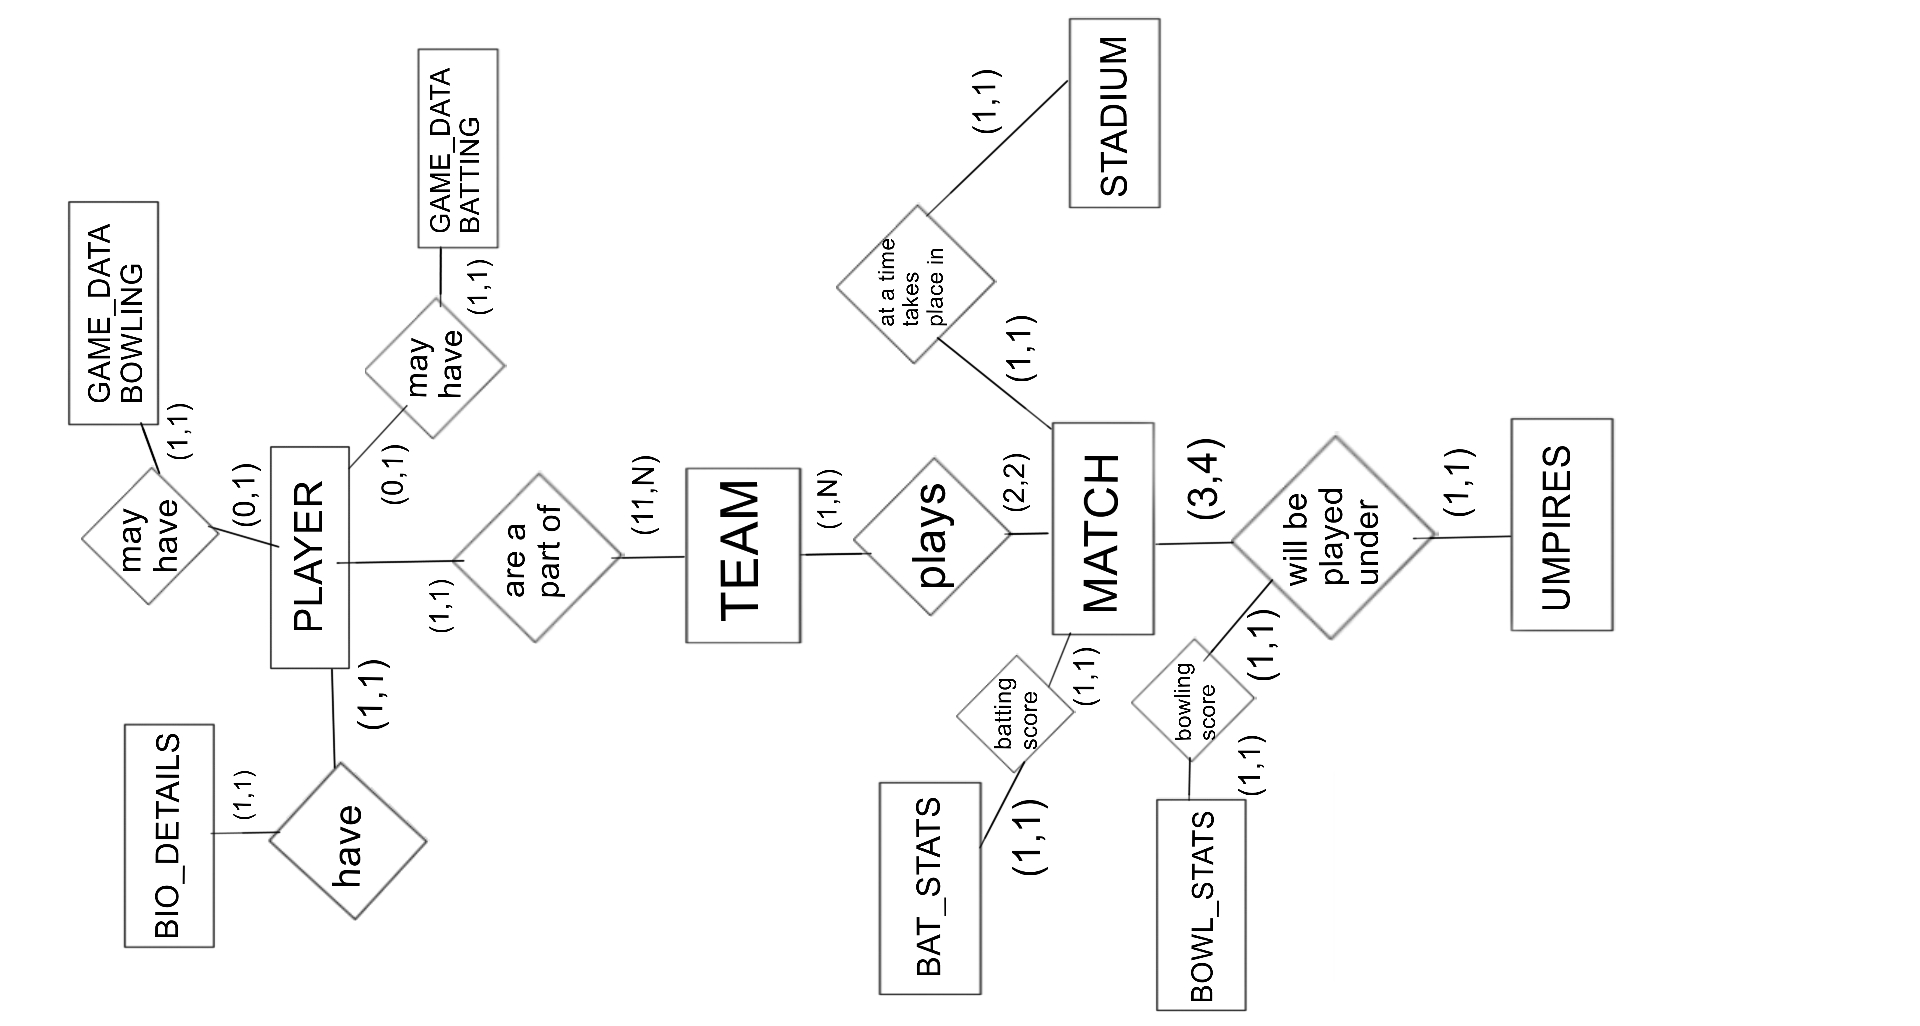 GAME_DATA
BOWLING
(1,1)
may
have
(0,1)
GAME_DATA
BATTING
(1,1)
may
have
(0,1)
PLAYER
(1,1)
BIO_DETAILS
(1,1)
have
(1,1)
are a
part of
(11,N)
TEAM
(1,N)
plays
(2,2)
MATCH
(1,1)
at a time
takes
place in
(1,1)
STADIUM
(3,4)
will be
played
under
(1,1)
UMPIRES
(1,1)
batting
score
(1,1)
BAT_STATS
(1,1)
bowling
score
(1,1)
BOWL_STATS